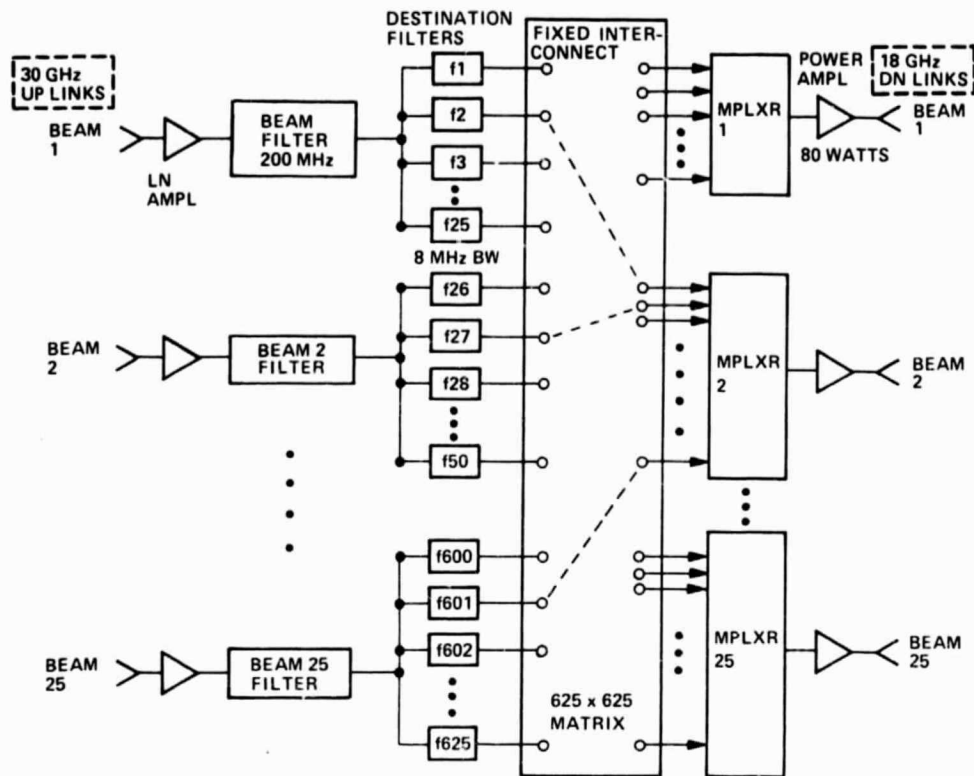 DESTINATION
FILTERS
FIXED INTER-
CONNECT
30 GHz
UP LINKS
POWER
AMPL
18 GHz
DN LINKS
BEAM
1
LN
AMPL
BEAM
FILTER
200 MHz
f1
f2
f3
f25
8 MHz BW
MPLXR
1
80 WATTS
BEAM
1
BEAM
2
BEAM 2
FILTER
f26
f27
f28
f50
MPLXR
2
BEAM
2
BEAM
25
BEAM 25
FILTER
f600
f601
f602
f625
625 x 625
MATRIX
MPLXR
25
BEAM
25